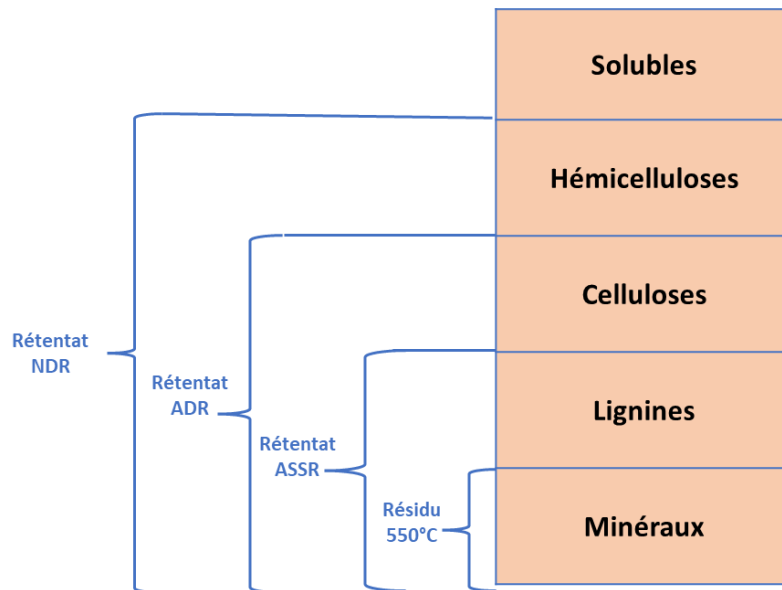 Solubles
Hémicelluloses
Celluloses
Rétentat
NDR
Rétentat
ADR
Lignines
Rétentat
ASSR
Résidu
550°C
Minéraux